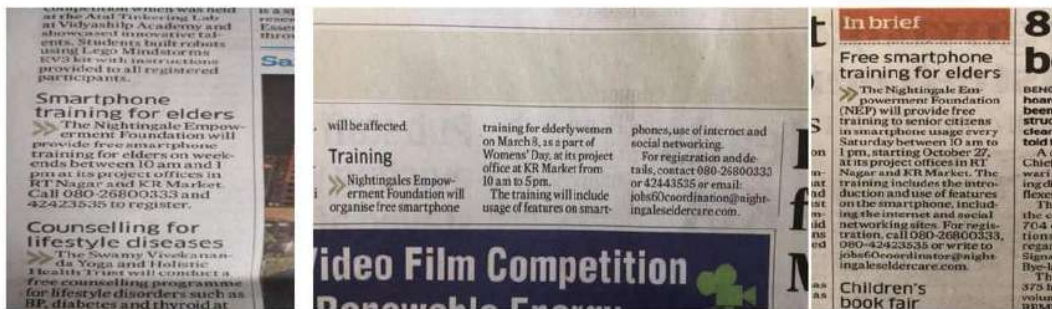 competition which was held
at the Atal Tinkering Lab
at Vidyashilp Academy and
showcased innovative tal-
ents. Students built robots
using Lego Mindstorms
EV3 kit with instructions
provided to all registered
participants.
Smartphone
training for elders
The Nightingale Empow-
erment Foundation will
provide free smartphone
training for elders on week-
ends between 10 am and 1
pm at its project offices in
RT Nagar and KR Market.
Call 080-26800333 and
42423535 to register.
Counselling for
lifestyle diseases
The Swamy Vivekanan-
da Yoga and Holistic
Health Trust will conduct a
free counselling programme
for lifestyle disorders such as
BP, diabetes and thyroid at
will be affected.
Training
Nightingales Empow-
erment Foundation will
organise free smartphone
training for elderly women
on March 8, as a part of
Womens' Day, at its project
office at KR Market from
10 am to 5pm.
The training will include
usage of features on smart-
phones, use of internet and
social networking.
For registration and de-
tails, contact 080-26800333
or 42443535 or email:
jobs60coordination@night-
ingaleseldercare.com.
Video Film Competition
Renewable Energy
In brief
Free smartphone
training for elders
The Nightingale Em-
powerment Foundation
(NEF) will provide free
training to senior citizens
in smartphone usage every
Saturday between 10 am to
1 pm, starting October 27,
at its project offices in RT
Nagar and KR Market. The
training includes the intro-
duction and use of features
on the smartphone, includ-
ing the internet and social
networking sites. For regis-
tration, call 080-26800333,
080-42423535 or write to
jobs60coordinator@night-
ingaleseldercare.com.
Children's
book fair
8